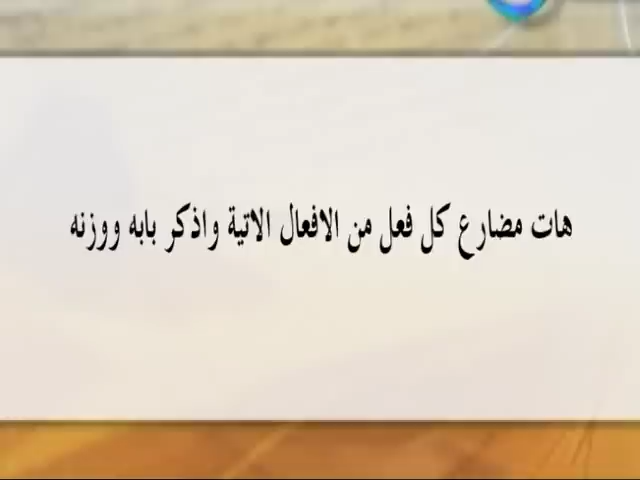 هات مضارع كل فعل من الافعال الاتية واذكر بابه ووزنه